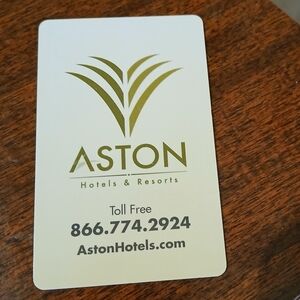 ASTON
Hotels & Resorts
Toll Free
866.774.2924
AstonHotels.com